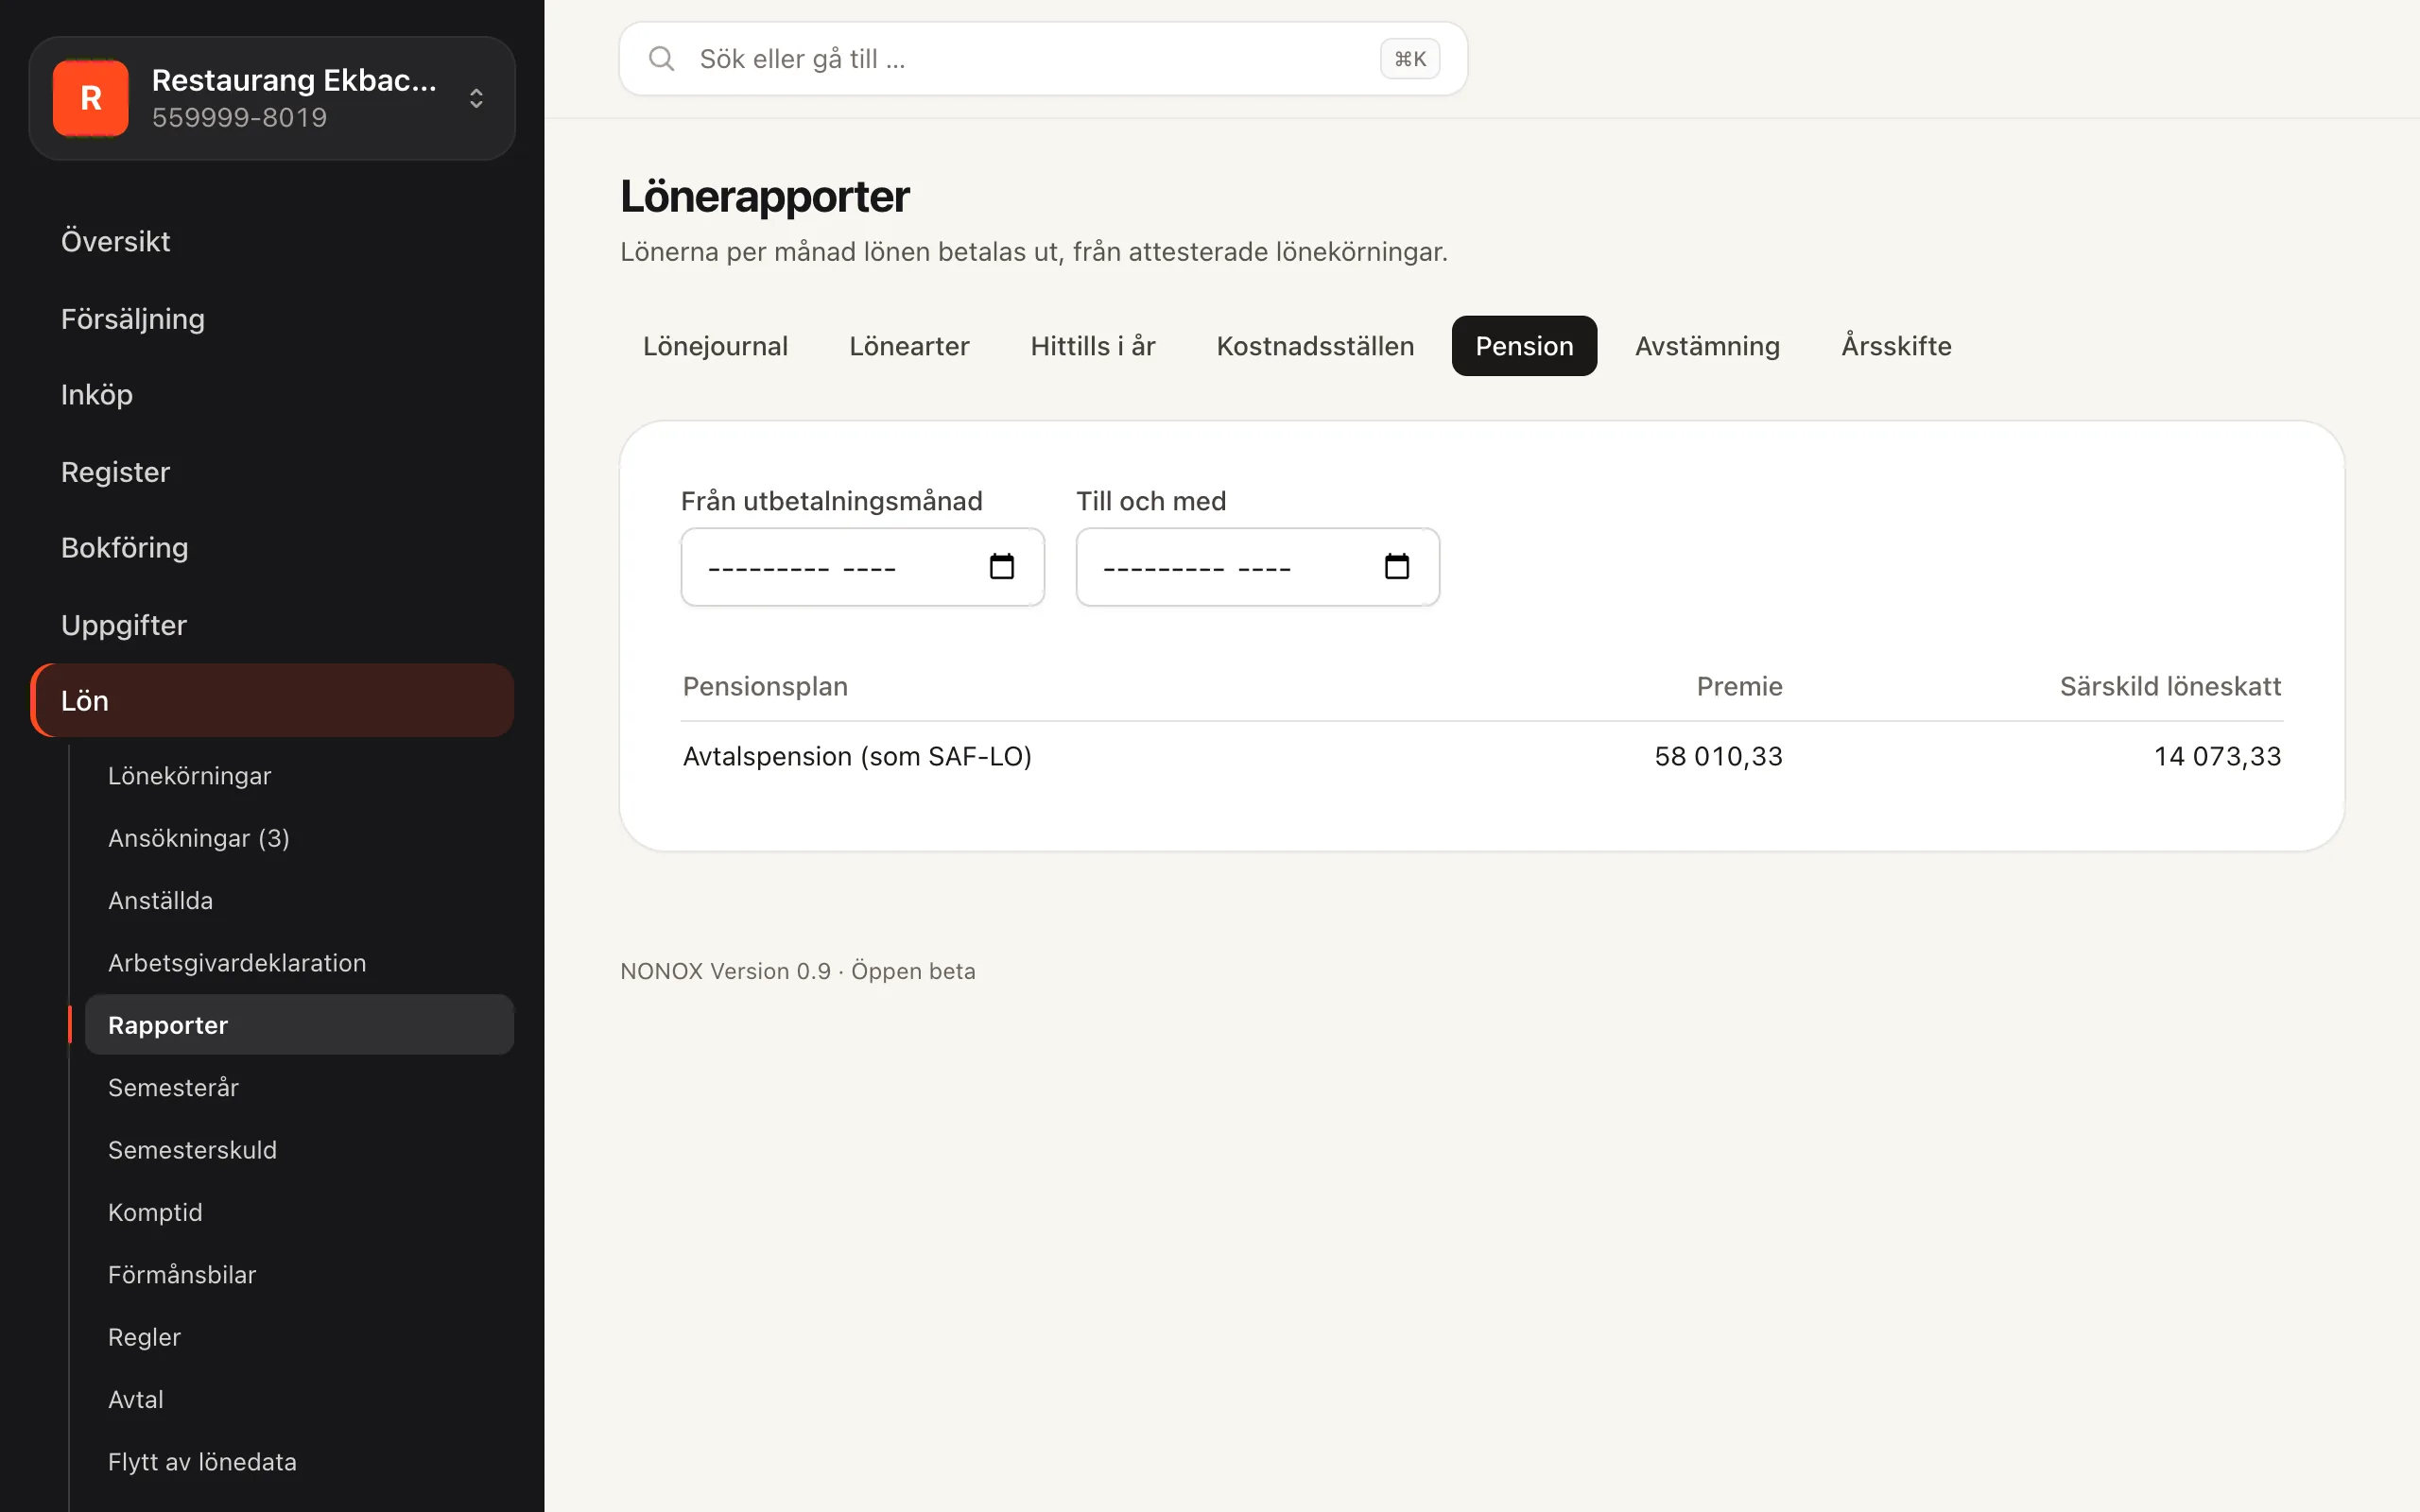 R
Restaurang Ekbac...
559999-8019
Översikt
Försäljning
Inköp
Register
Bokföring
Uppgifter
Lön
Lönekörningar
Ansökningar (3)
Anställda
Arbetsgivardeklaration
Rapporter
Semesterår
Semesterskuld
Komptid
Förmånsbilar
Regler
Avtal
Flytt av lönedata
Sök eller gå till ... ⌘K
Lönerapporter
Lönerna per månad lönen betalas ut, från attesterade lönekörningar.
Lönejournal Lönearter Hittills i år Kostnadsställen Pension Avstämning Årsskifte
Från utbetalningsmånad Till och med
--------- ---- --------- ----
Pensionsplan Premie Särskild löneskatt
Avtalspension (som SAF-LO) 58 010,33 14 073,33
NONOX Version 0.9 · Öppen beta